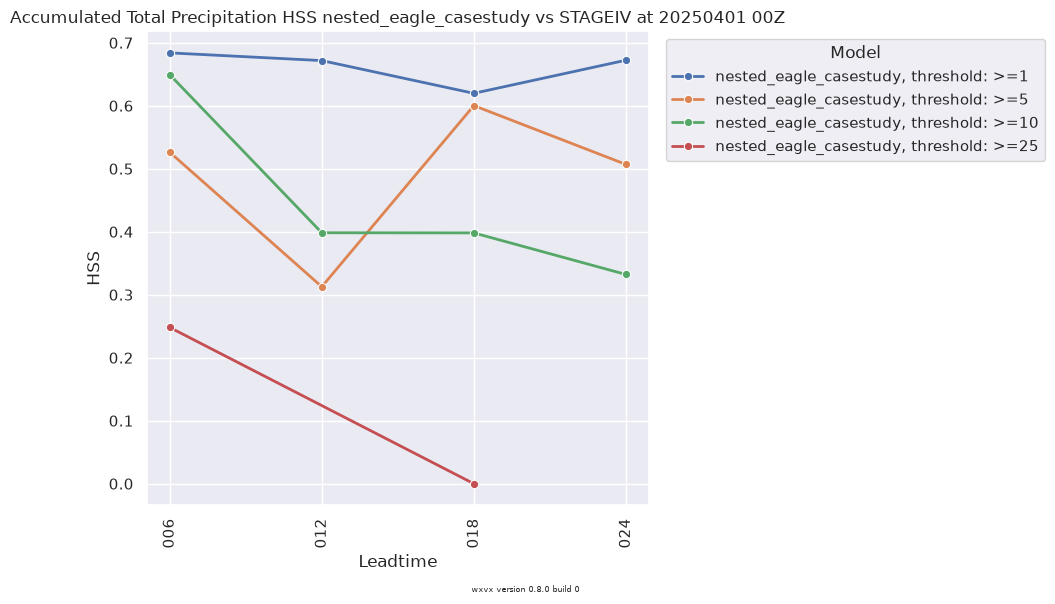 Accumulated Total Precipitation HSS nested_eagle_casestudy vs STAGEIV at 20250401 00Z
Model
nested_eagle_casestudy, threshold: >=1
nested_eagle_casestudy, threshold: >=5
nested_eagle_casestudy, threshold: >=10
nested_eagle_casestudy, threshold: >=25
HSS
0.7
0.6
0.5
0.4
0.3
0.2
0.1
0.0
006
012
018
024
Leadtime
wxvx version 0.8.0 build 0